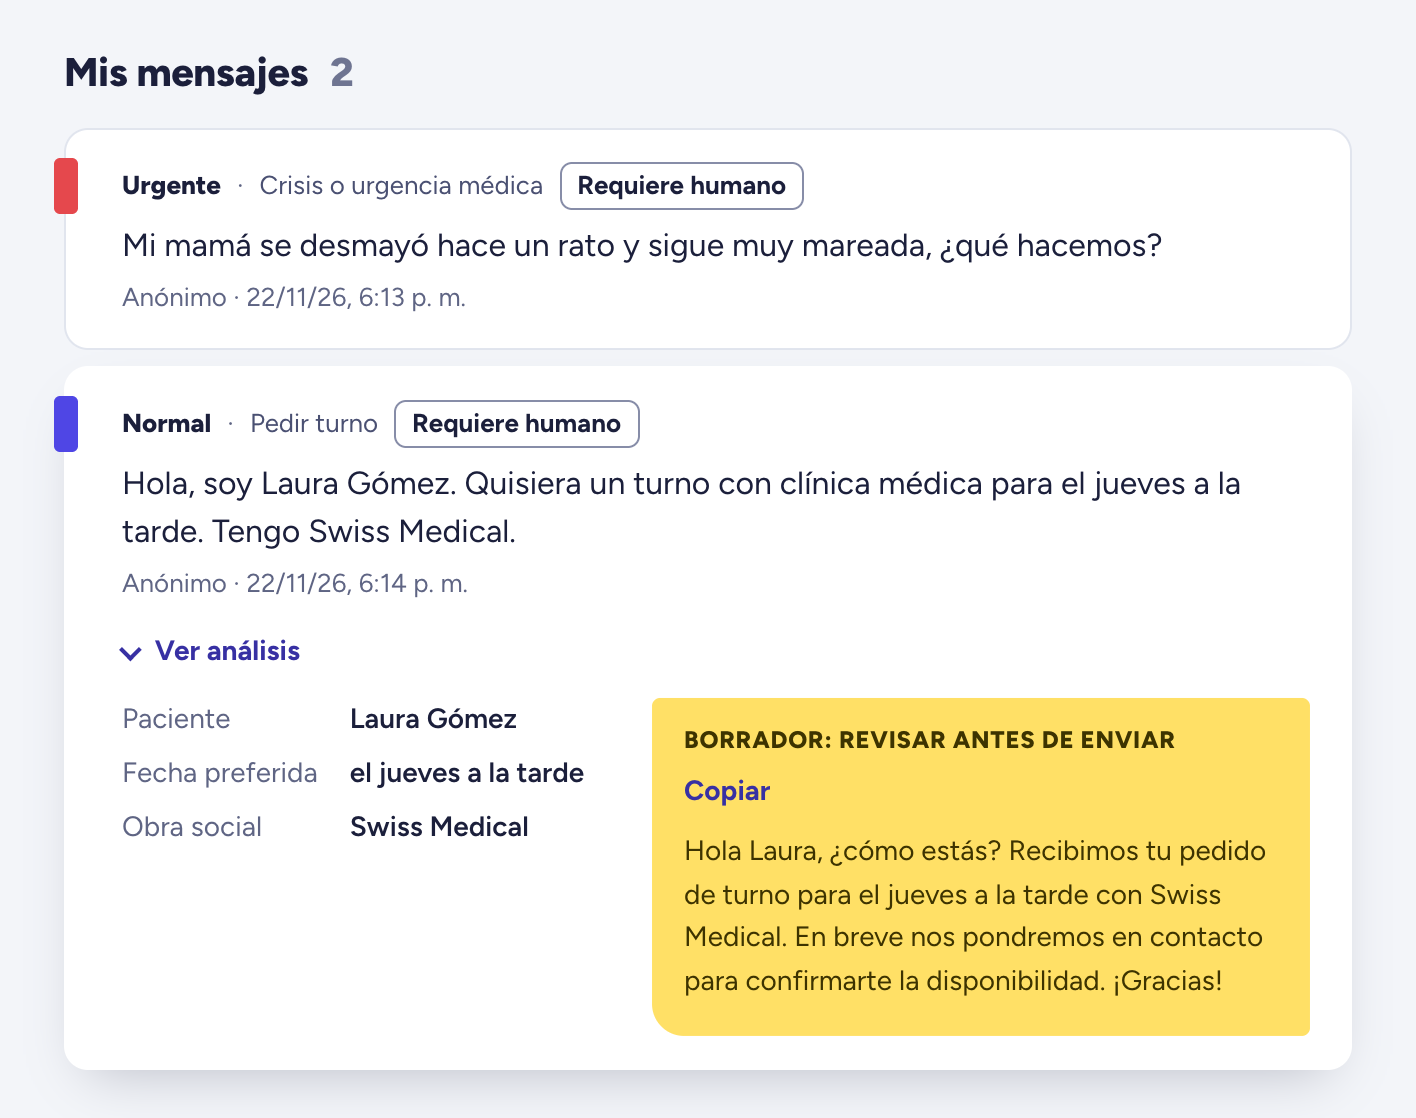 Mis mensajes 2
Urgente · Crisis o urgencia médica Requiere humano
Mi mamá se desmayó hace un rato y sigue muy mareada, ¿qué hacemos?
Anónimo · 22/11/26, 6:13 p. m.
Normal · Pedir turno Requiere humano
Hola, soy Laura Gómez. Quisiera un turno con clínica médica para el jueves a la
tarde. Tengo Swiss Medical.
Anónimo · 22/11/26, 6:14 p. m.
Ver análisis
Paciente Laura Gómez
Fecha preferida el jueves a la tarde
Obra social Swiss Medical
BORRADOR: REVISAR ANTES DE ENVIAR
Copiar
Hola Laura, ¿cómo estás? Recibimos tu pedido
de turno para el jueves a la tarde con Swiss
Medical. En breve nos pondremos en contacto
para confirmarte la disponibilidad. ¡Gracias!